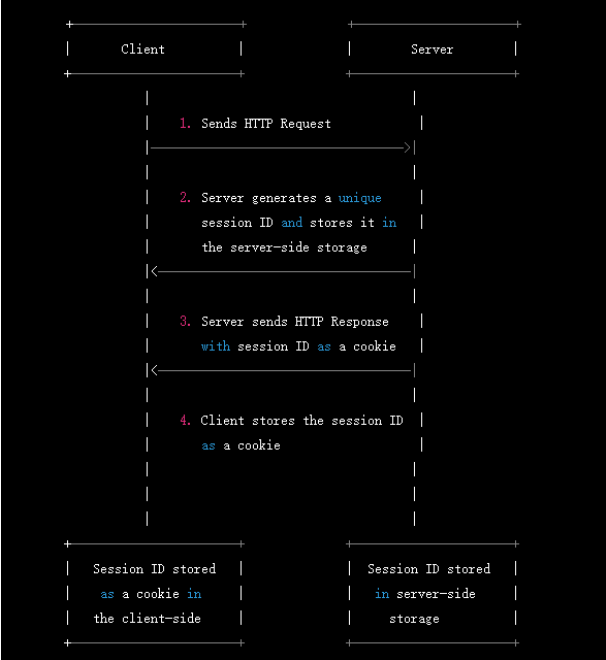 Client
Server
1. Sends HTTP Request
2. Server generates a unique
session ID and stores it in
the server-side storage
3. Server sends HTTP Response
with session ID as a cookie
4. Client stores the session ID
as a cookie
Session ID stored
as a cookie in
the client-side
Session ID stored
in server-side
storage